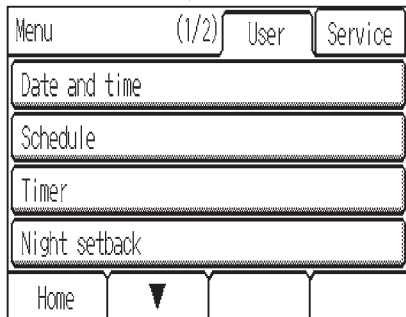 Menu (1/2) User Service
Date and time
Schedule
Timer
Night setback
Home ▼